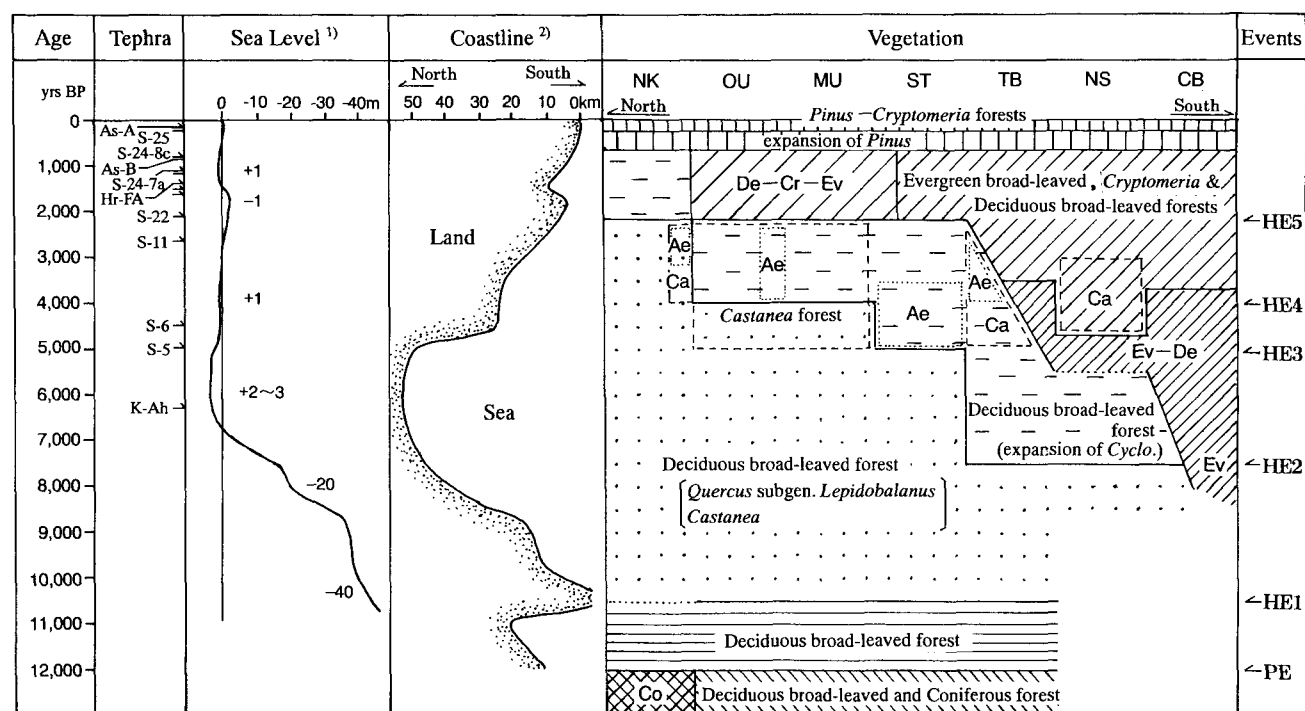 Age Tephra Sea Level 1) Coastline 2) Vegetation Events
North South NK OU MU ST TB NS CB
yrs BP 0 -10 -20 -30 -40m 50 40 30 20 10 0km North South
Pinus – Cryptomeria forests
0
As-A
S-25
expansion of Pinus
S-24-8c
1,000
As-B
+1
S-24-7a
De – Cr – Ev
Evergreen broad-leaved, Cryptomeria &
Deciduous broad-leaved forests
Hr-FA
-1
2,000
S-22
HE5
Land
S-11
Ae Ae Ae
3,000
Ca
Ca
4,000
+1
Castanea forest
Ae
Ca
HE4
S-6
5,000
S-5
Ev – De
HE3
6,000
+2~3
K-Ah
Sea
Deciduous broad-leaved
forest
(expansion of Cyclo.)
7,000
Deciduous broad-leaved forest
Ev
HE2
8,000
-20
Quercus subgen. Lepidobalanus
Castanea
9,000
10,000
-40
HE1
11,000
Deciduous broad-leaved forest
12,000
PE
Co
Deciduous broad-leaved and Coniferous forest